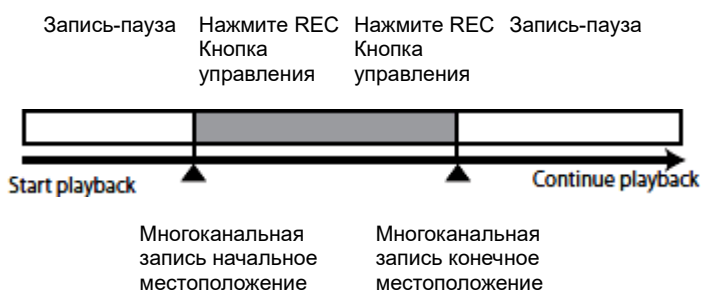 Запись-пауза
Нажмите REC
Кнопка
управления
Нажмите REC
Кнопка
управления
Запись-пауза
Start playback
Continue playback
Многоканальная
запись начальное
местоположение
Многоканальная
запись конечное
местоположение